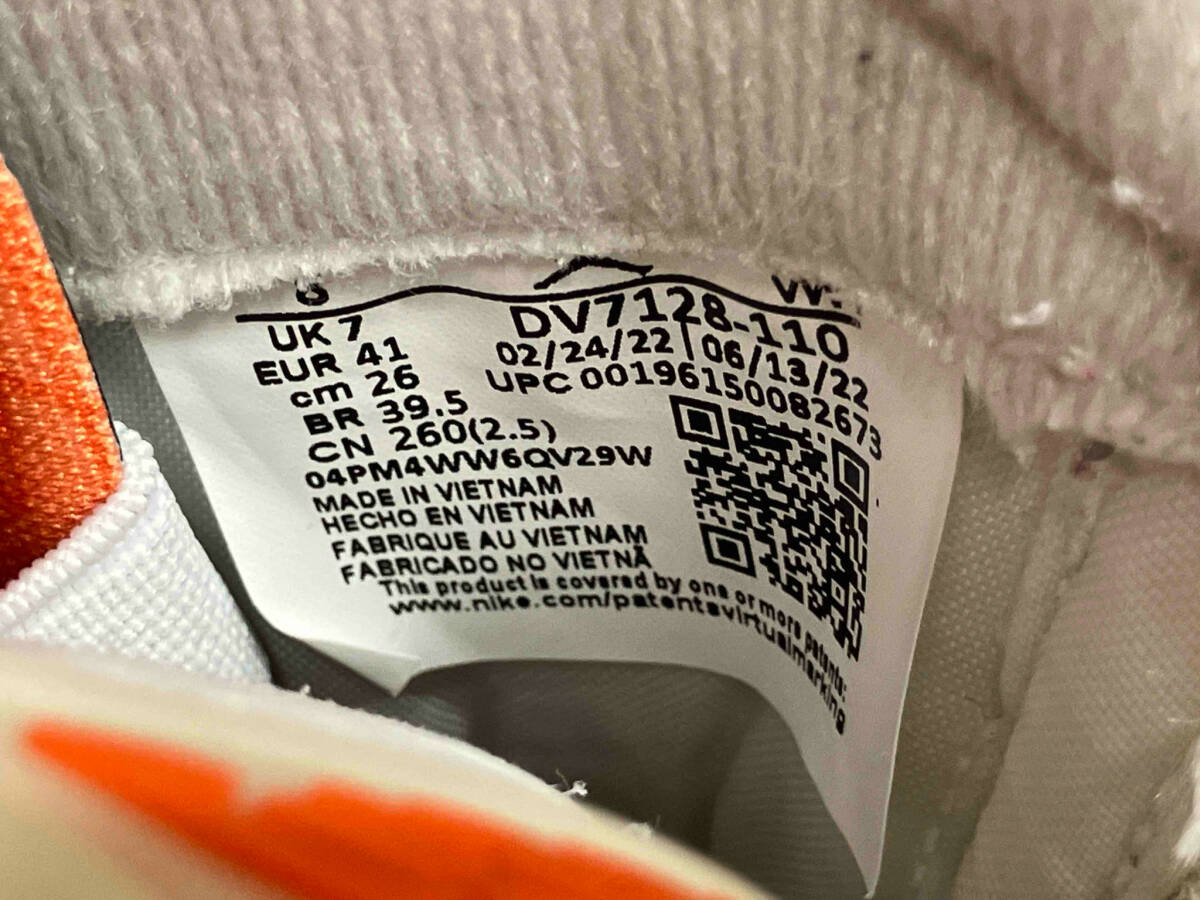 UK 7
EUR 41
cm 26
BR 39.5
CN 260(2.5)
04PM4WW6QV29W
MADE IN VIETNAM
HECHO EN VIETNAM
FABRIQUE AU VIETNAM
FABRICADO NO VIETNÃ
This product is covered by one or more patents:
www.nike.com/patentsvirtualmarking
DV7128-110
02/24/22 | 06/13/22
UPC 00196150082673